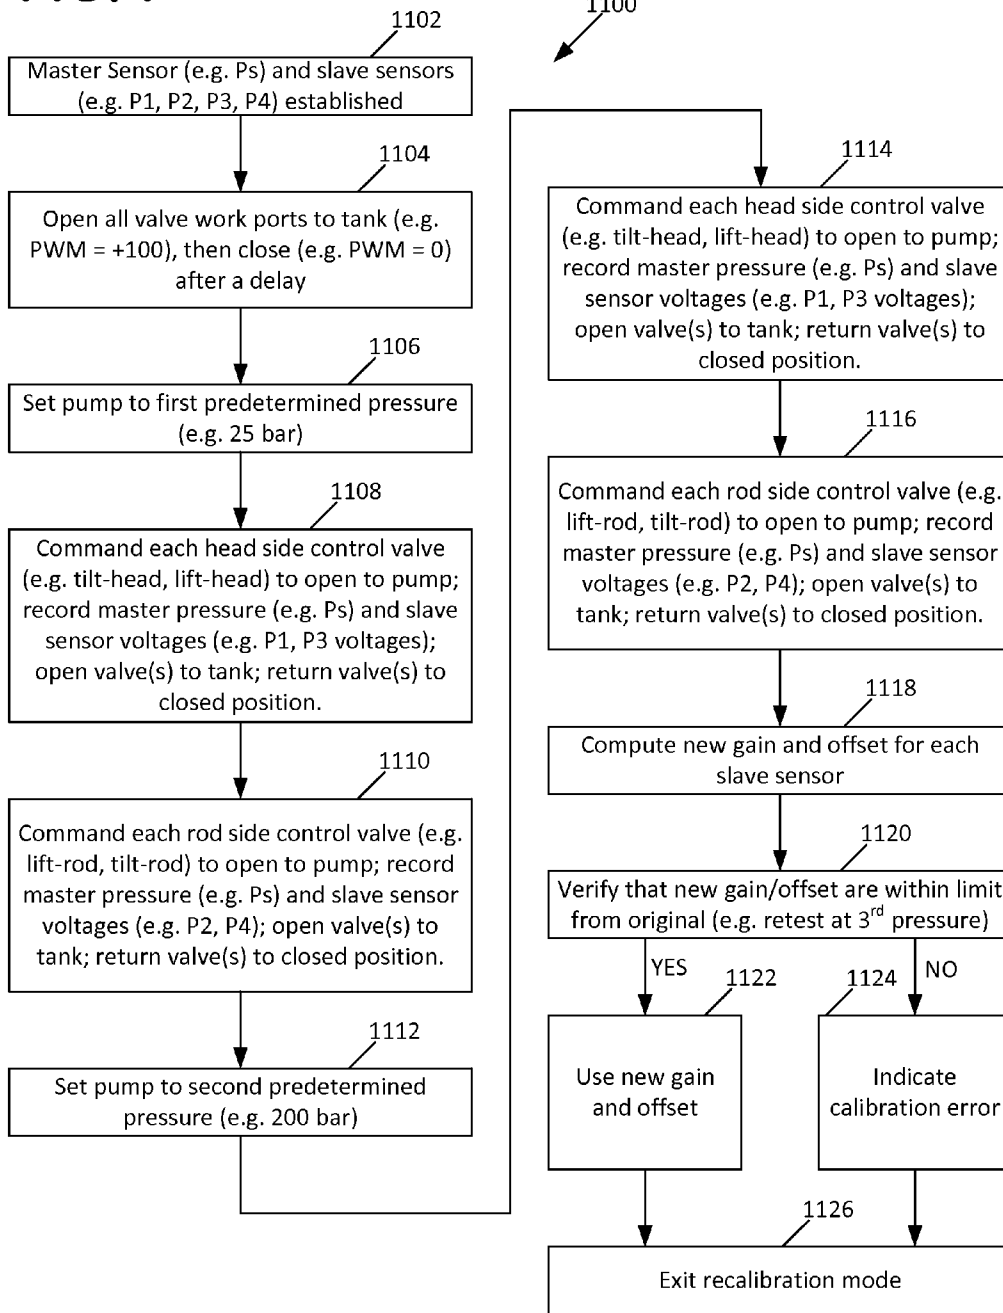 1100
1102
Master Sensor (e.g. Ps) and slave sensors
(e.g. P1, P2, P3, P4) established
1104
Open all valve work ports to tank (e.g.
PWM = +100), then close (e.g. PWM = 0)
after a delay
1106
Set pump to first predetermined pressure
(e.g. 25 bar)
1108
Command each head side control valve
(e.g. tilt-head, lift-head) to open to pump;
record master pressure (e.g. Ps) and slave
sensor voltages (e.g. P1, P3 voltages);
open valve(s) to tank; return valve(s) to
closed position.
1110
Command each rod side control valve (e.g.
lift-rod, tilt-rod) to open to pump; record
master pressure (e.g. Ps) and slave sensor
voltages (e.g. P2, P4); open valve(s) to
tank; return valve(s) to closed position.
1112
Set pump to second predetermined
pressure (e.g. 200 bar)
1114
Command each head side control valve
(e.g. tilt-head, lift-head) to open to pump;
record master pressure (e.g. Ps) and slave
sensor voltages (e.g. P1, P3 voltages);
open valve(s) to tank; return valve(s) to
closed position.
1116
Command each rod side control valve (e.g.
lift-rod, tilt-rod) to open to pump; record
master pressure (e.g. Ps) and slave sensor
voltages (e.g. P2, P4); open valve(s) to
tank; return valve(s) to closed position.
1118
Compute new gain and offset for each
slave sensor
1120
Verify that new gain/offset are within limit
from original (e.g. retest at 3rd pressure)
YES
NO
1122
Use new gain
and offset
1124
Indicate
calibration error
1126
Exit recalibration mode